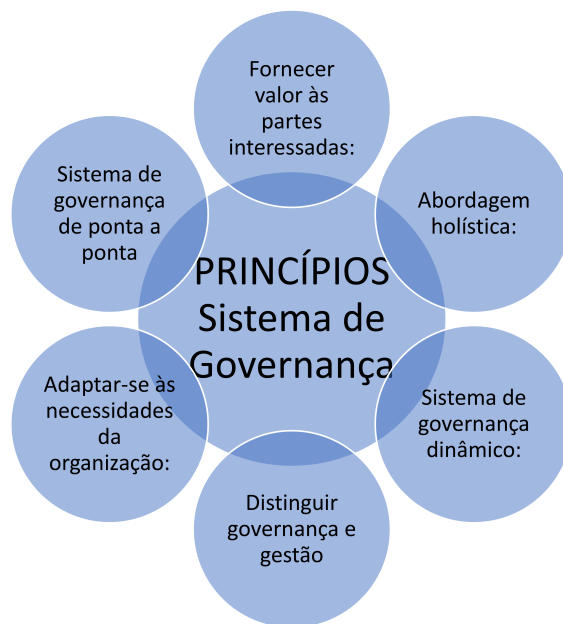 Fornecer
valor às
partes
interessadas:
Abordagem
holística:
Sistema de
governança
dinâmico:
Distinguir
governança e
gestão
Adaptar-se às
necessidades
da
organização:
Sistema de
governança
de ponta a
ponta
PRINCÍPIOS
Sistema de
Governança